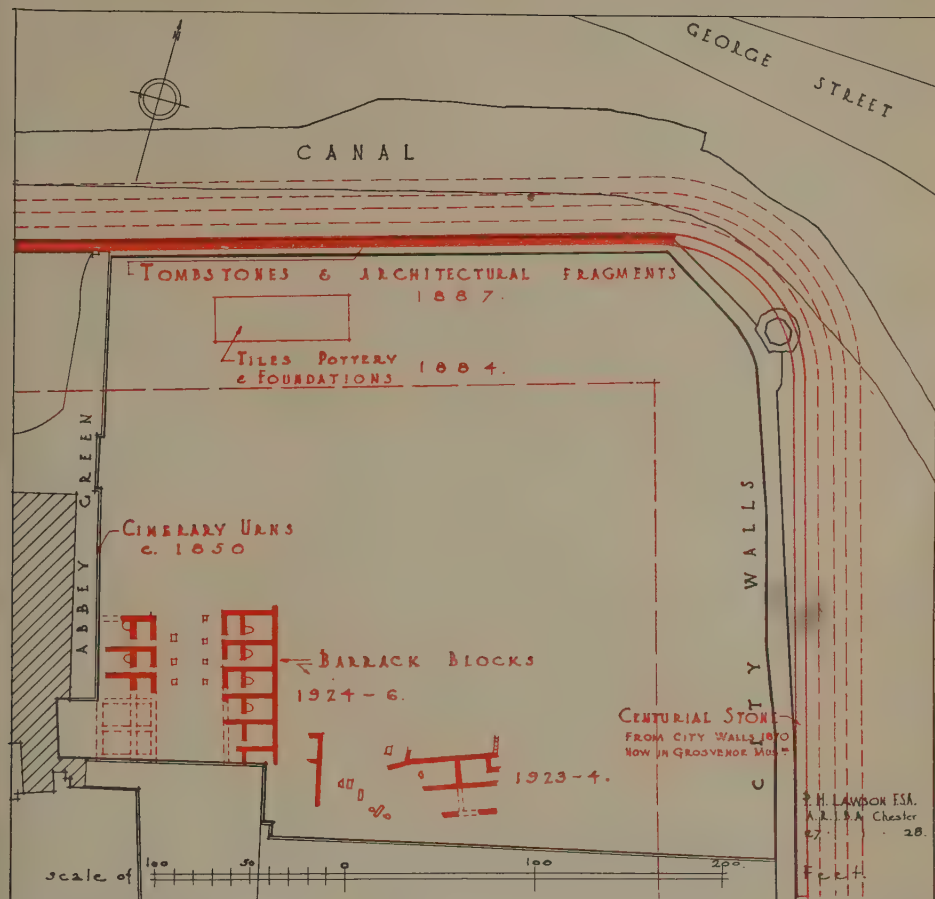 N
GEORGE
STREET
CANAL
TOMBSTONES & ARCHITECTURAL FRAGMENTS
1887.
TILES POTTERY
& FOUNDATIONS 1884.
ABBEY GREEN
CINERARY URNS
c. 1850
CITY WALLS
BARRACK BLOCKS
1924-6.
CENTURIAL STONE
FROM CITY WALLS 1870
NOW IN GROSVENOR MUS.
1923-4.
P. H. LAWSON F.S.A.
A.R.I.B.A. Chester
27. 28.
scale of 100 50 0 100 200 Feet.